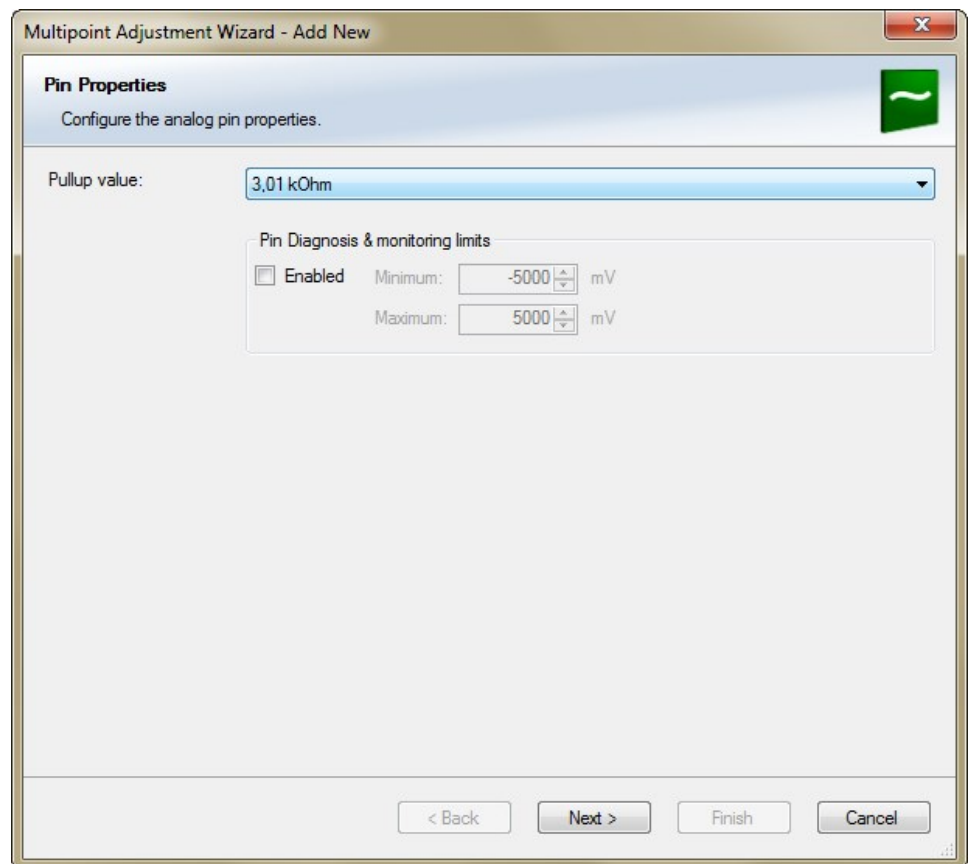 Multipoint Adjustment Wizard - Add New
Pin Properties
Configure the analog pin properties.
Pullup value: 3,01 kOhm
Pin Diagnosis & monitoring limits
Enabled Minimum: -5000 mV
Maximum: 5000 mV
< Back Next > Finish Cancel